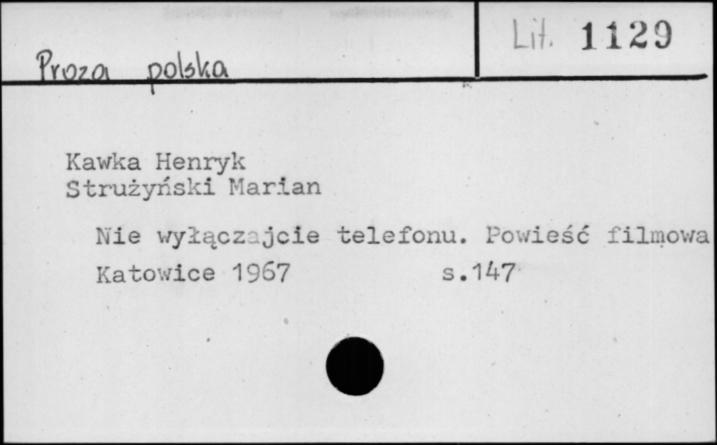 Proza polska
Lit. 1129
Kawka Henryk
Strużyński Marian
Nie wyłączajcie telefonu. Powieść filmowa
Katowice 1967 s.147